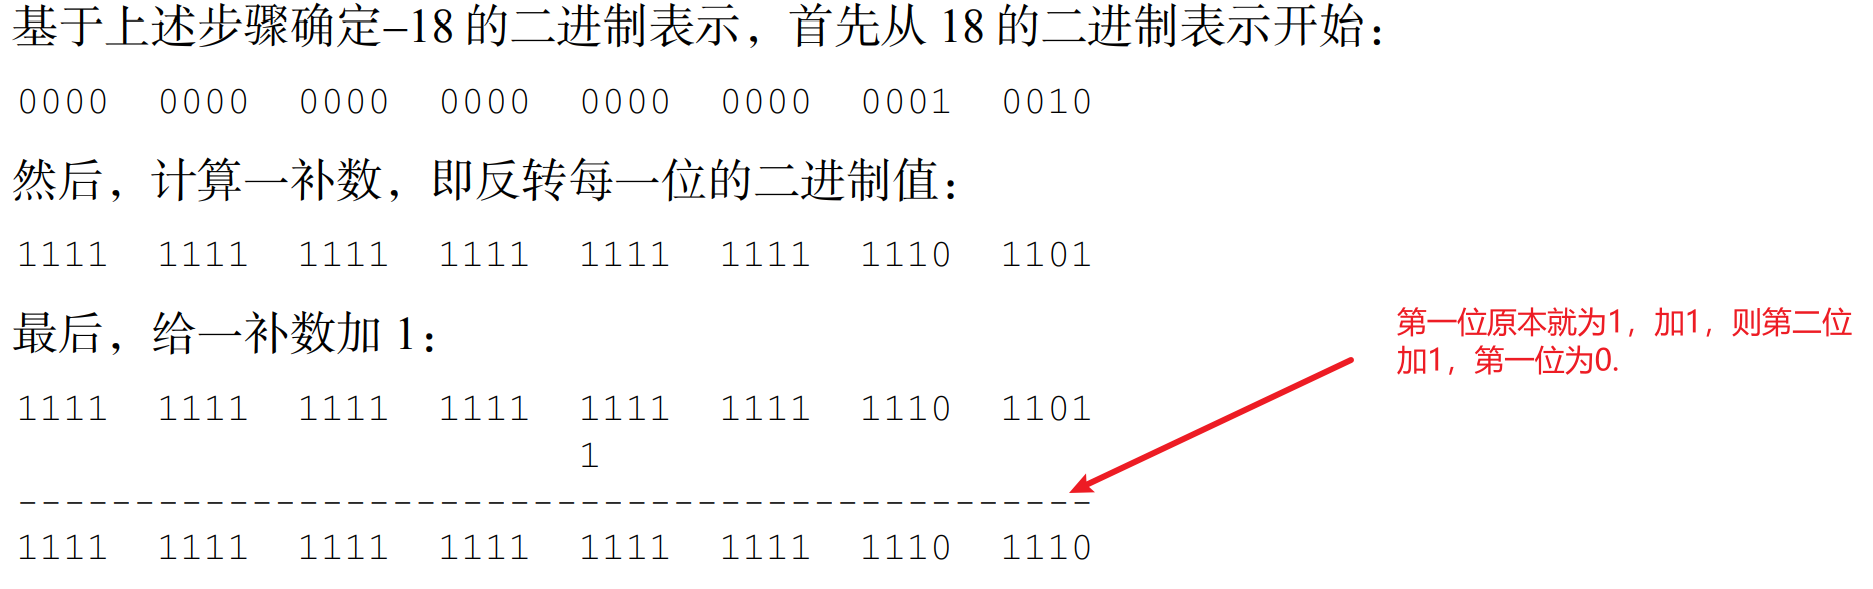 基于上述步骤确定–18 的二进制表示，首先从 18 的二进制表示开始：
0000 0000 0000 0000 0000 0000 0001 0010
然后，计算一补数，即反转每一位的二进制值：
1111 1111 1111 1111 1111 1111 1110 1101
最后，给一补数加 1：
第一位原本就为1，加1，则第二位
加1，第一位为0.
1111 1111 1111 1111 1111 1111 1110 1101
1
----------------------------------------------
1111 1111 1111 1111 1111 1111 1110 1110